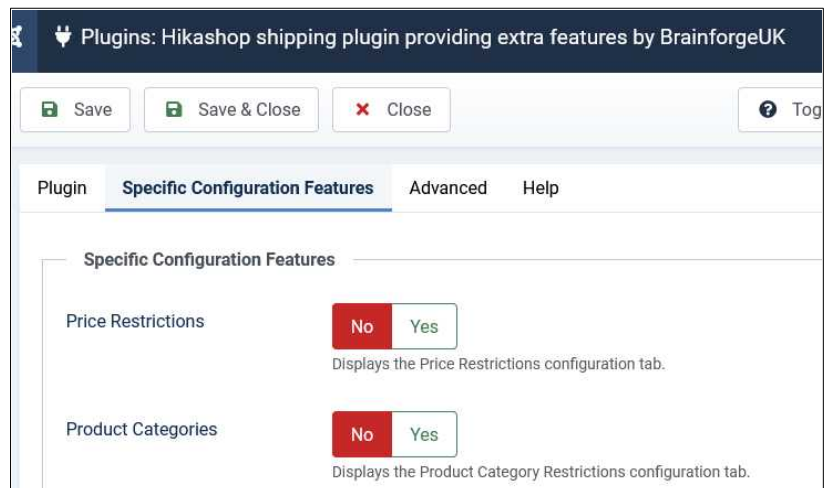 Plugins: Hikashop shipping plugin providing extra features by BrainforgeUK
Save Save & Close Close Tog
Plugin Specific Configuration Features Advanced Help
Specific Configuration Features
Price Restrictions No Yes
Displays the Price Restrictions configuration tab.
Product Categories No Yes
Displays the Product Category Restrictions configuration tab.